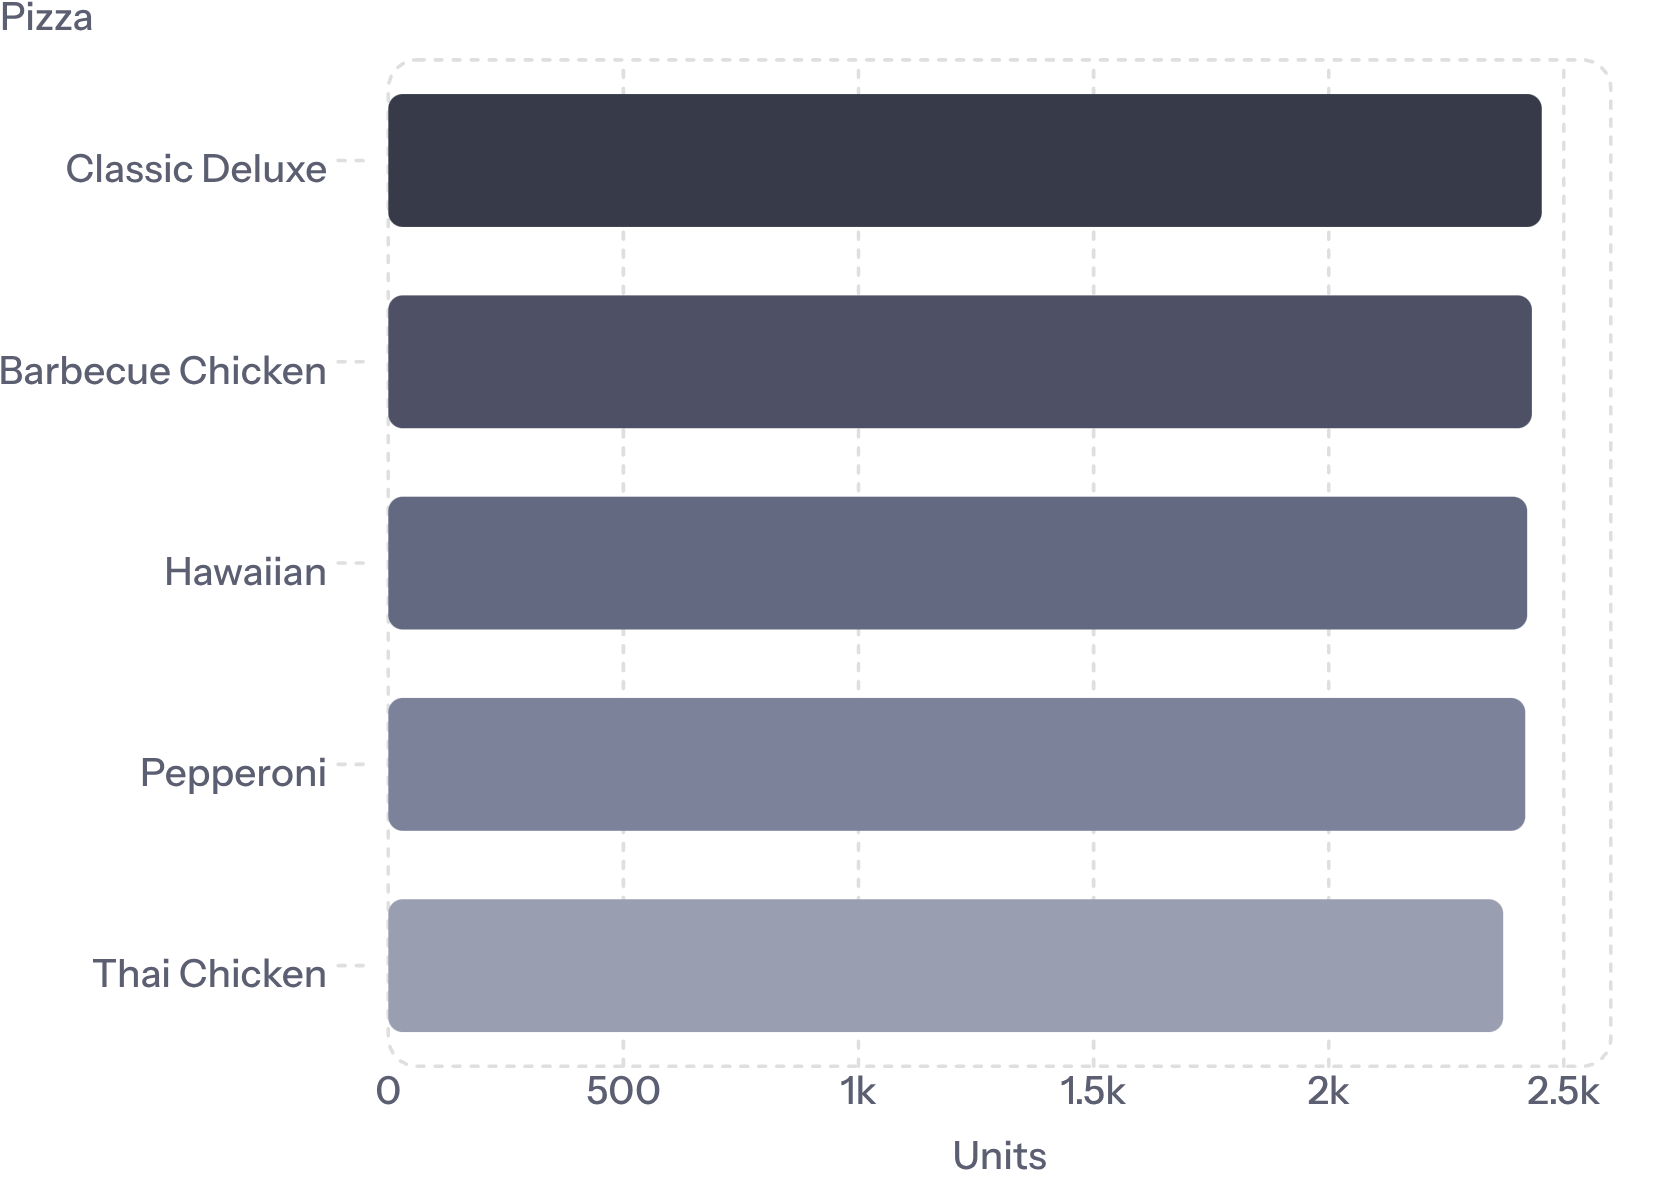 Pizza
Classic Deluxe
Barbecue Chicken
Hawaiian
Pepperoni
Thai Chicken
0 500 1k 1.5k 2k 2.5k
Units